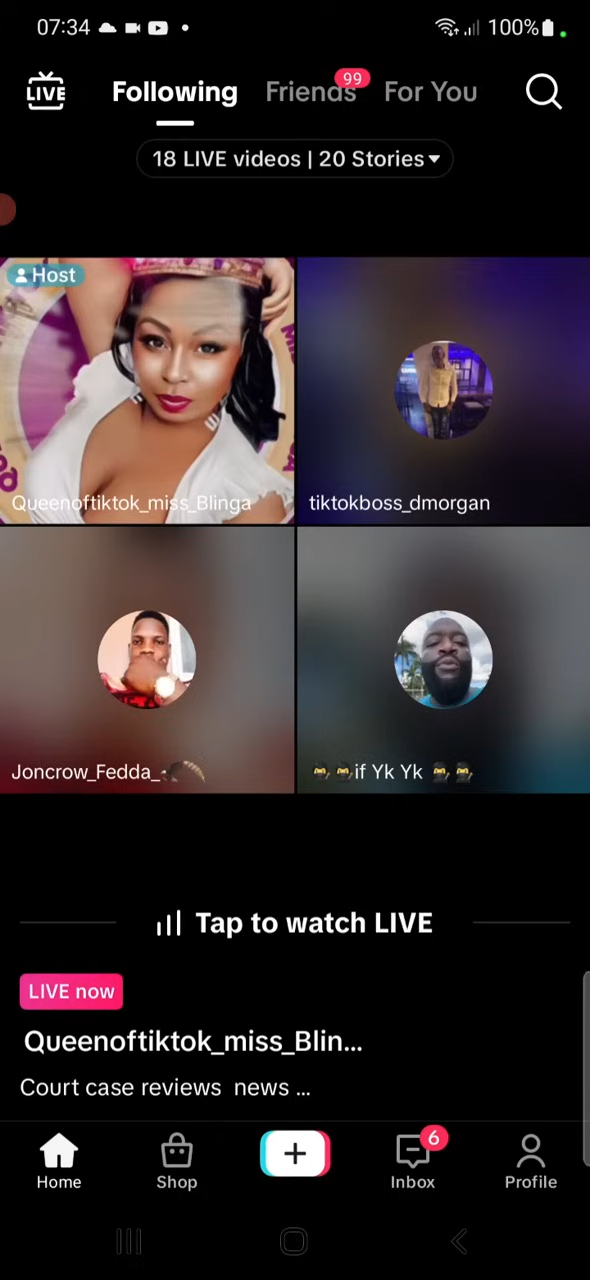 07:34
100%
LIVE
Following
Friends
99
For You
18 LIVE videos | 20 Stories
Host
Queenoftiktok_miss_Blinga
tiktokboss_dmorgan
Joncrow_Fedda_🦅
🥷🥷if Yk Yk 🥷🥷
Tap to watch LIVE
LIVE now
Queenoftiktok_miss_Blin...
Court case reviews news ...
6
Home
Shop
Inbox
Profile